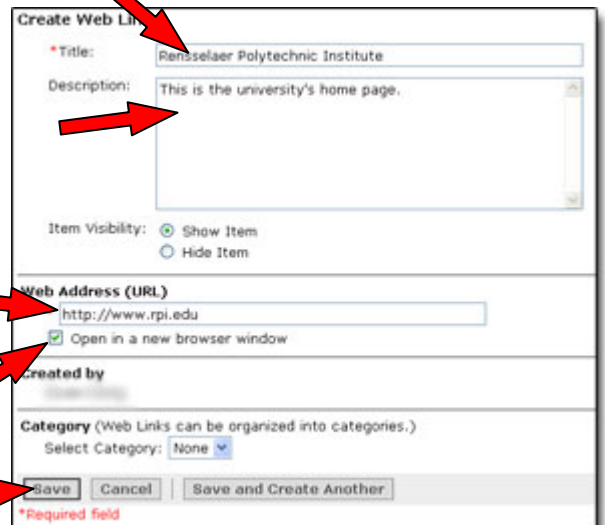 Create Web Lin
*Title: Rensselaer Polytechnic Institute
Description: This is the university's home page.
Item Visibility: Show Item
Hide Item
Web Address (URL)
http://www.rpi.edu
Open in a new browser window
Created by
Category (Web Links can be organized into categories.)
Select Category: None
Save Cancel | Save and Create Another
*Required field